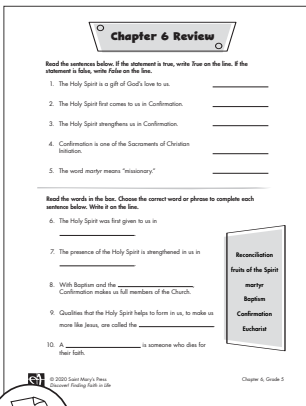 Chapter 6 Review
Read the sentences below. If the statement is true, write True on the line. If the
statement is false, write False on the line.
1. The Holy Spirit is a gift of God's love to us.
2. The Holy Spirit first comes to us in Confirmation.
3. The Holy Spirit strengthens us in Confirmation.
4. Confirmation is one of the Sacraments of Christian
Initiation.
5. The word martyr means "missionary."
Read the words in the box. Choose the correct word or phrase to complete each
sentence below. Write it on the line.
6. The Holy Spirit was first given to us in
____________.
7. The presence of the Holy Spirit is strengthened in us in
____________.
8. With Baptism and the ____________,
Confirmation makes us full members of the Church.
9. Qualities that the Holy Spirit helps to form in us, to make us
more like Jesus, are called the ____________
10. A ____________ is someone who dies for
their faith.
Reconciliation
fruits of the Spirit
martyr
Baptism
Confirmation
Eucharist
© 2020 Saint Mary's Press
Discover! Finding Faith in Life
Chapter 6, Grade 5